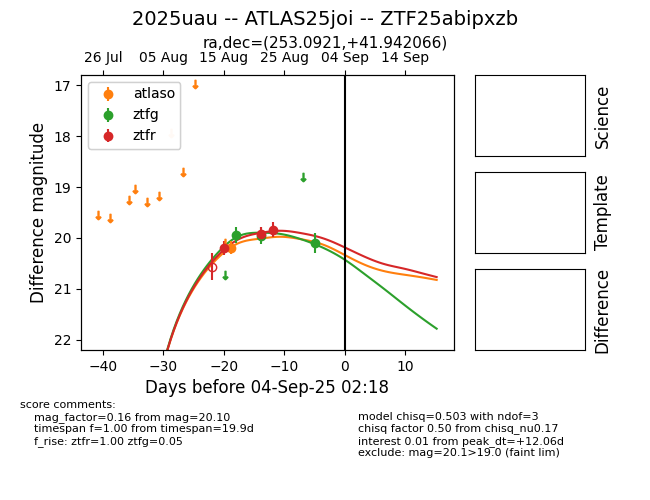 2025uau -- ATLAS25joi -- ZTF25abipxzb
ra,dec=(253.0921,+41.942066)
26 Jul 05 Aug 15 Aug 25 Aug 04 Sep 14 Sep
atlaso
ztfg
ztfr
17
18
19
20
21
22
Difference magnitude
−40 −30 −20 −10 0 10
Days before 04-Sep-25 02:18
Science
Template
Difference
score comments:
mag_factor=0.16 from mag=20.10
timespan f=1.00 from timespan=19.9d
f_rise: ztfr=1.00 ztfg=0.05
model chisq=0.503 with ndof=3
chisq factor 0.50 from chisq_nu0.17
interest 0.01 from peak_dt=+12.06d
exclude: mag=20.1>19.0 (faint lim)